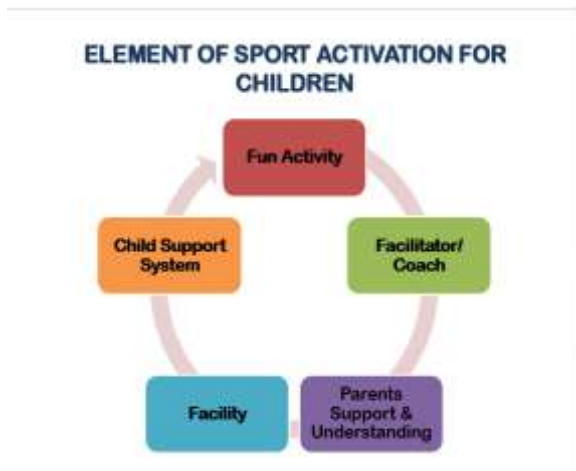 ELEMENT OF SPORT ACTIVATION FOR
CHILDREN
Fun Activity
Facilitator/
Coach
Parents
Support &
Understanding
Facility
Child Support
System